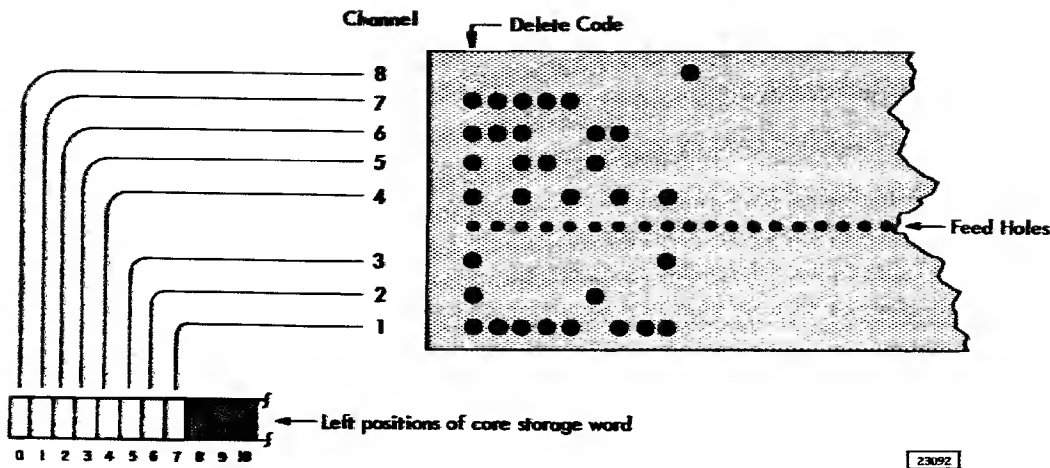 Channel
Delete Code
8
7
6
5
4
Feed Holes
3
2
1
Left positions of core storage word
0 1 2 3 4 5 6 7 8 9 10
23092